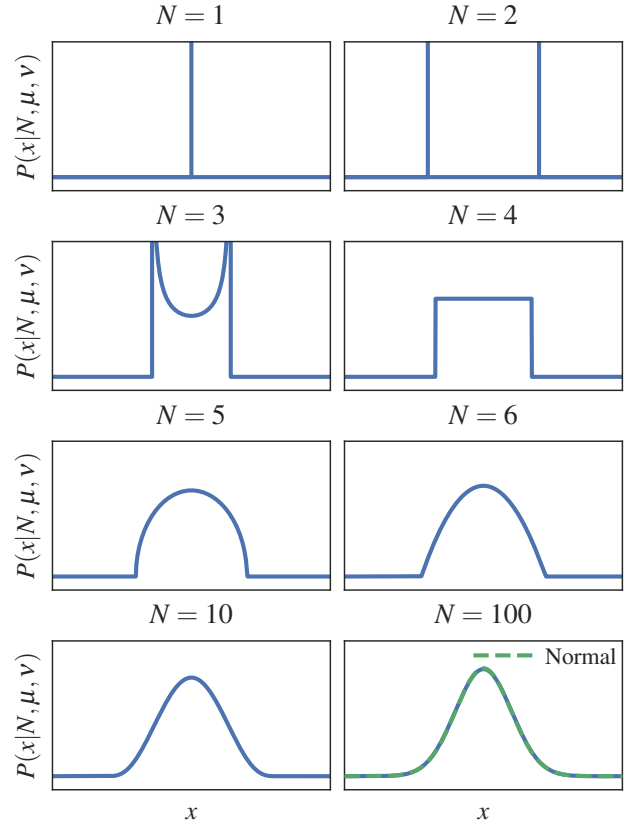 N = 1
N = 2
P(x|N, μ, ν)
N = 3
N = 4
P(x|N, μ, ν)
N = 5
N = 6
P(x|N, μ, ν)
N = 10
N = 100
P(x|N, μ, ν)
Normal
x
x